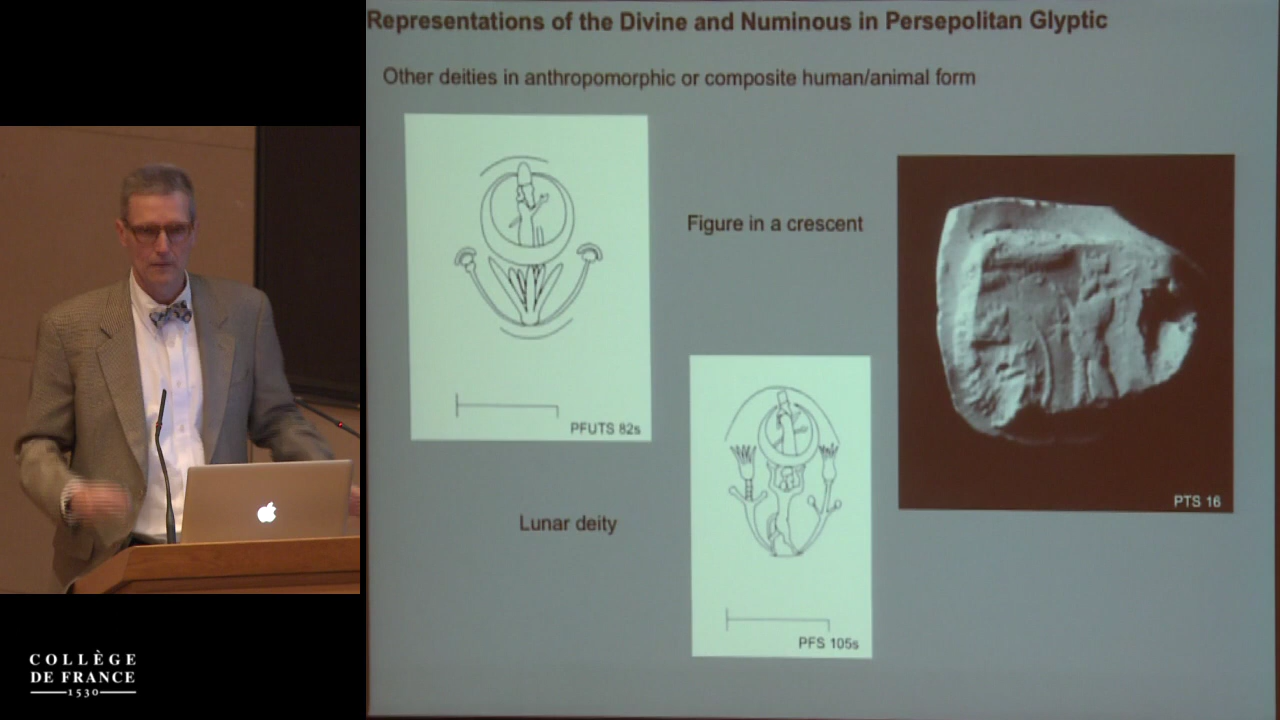 Representations of the Divine and Numinous in Persepolitan Glyptic
Other deities in anthropomorphic or composite human/animal form
Figure in a crescent
PFUTS 82s
PTS 16
Lunar deity
PFS 105s
COLLÈGE
DE FRANCE
1530